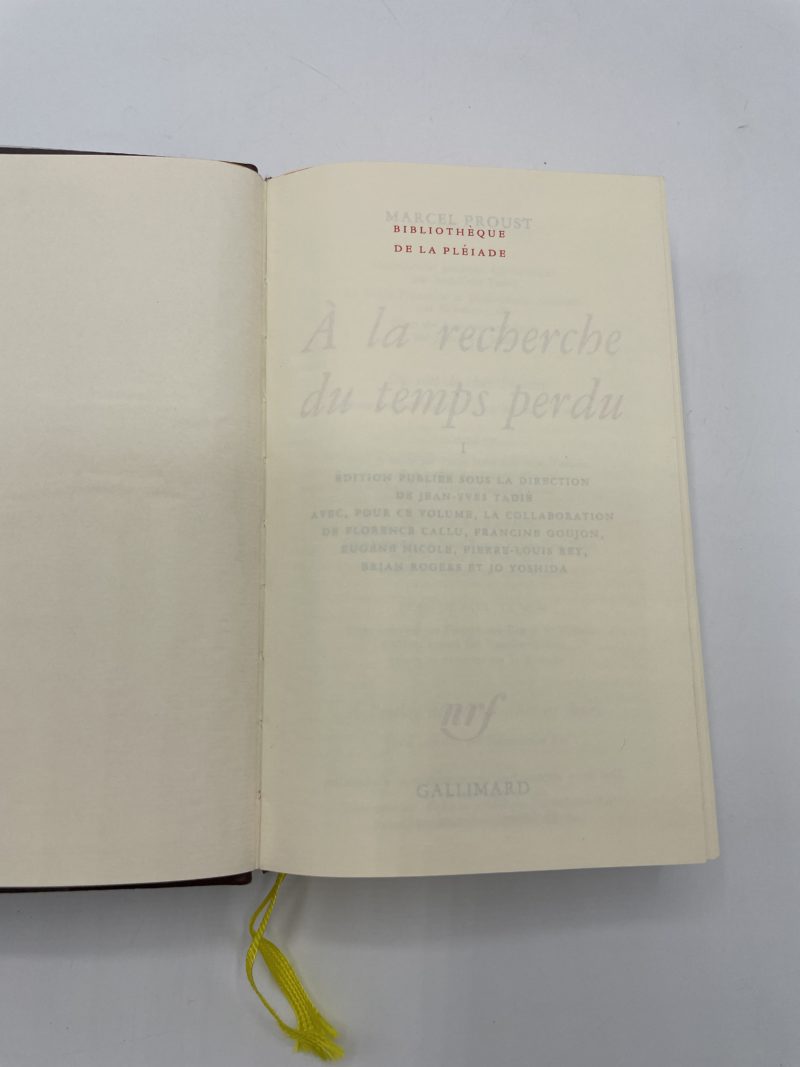 MARCEL PROUST
BIBLIOTHÈQUE
DE LA PLÉIADE
À la recherche
du temps perdu
I
ÉDITION PUBLIÉE SOUS LA DIRECTION
DE JEAN-YVES TADIÉ
AVEC, POUR CE VOLUME, LA COLLABORATION
DE FLORENCE CALLU, FRANCINE GOUJON,
EUGÈNE NICOLE, PIERRE-LOUIS REY,
BRIAN ROGERS ET JO YOSHIDA
nrf
GALLIMARD